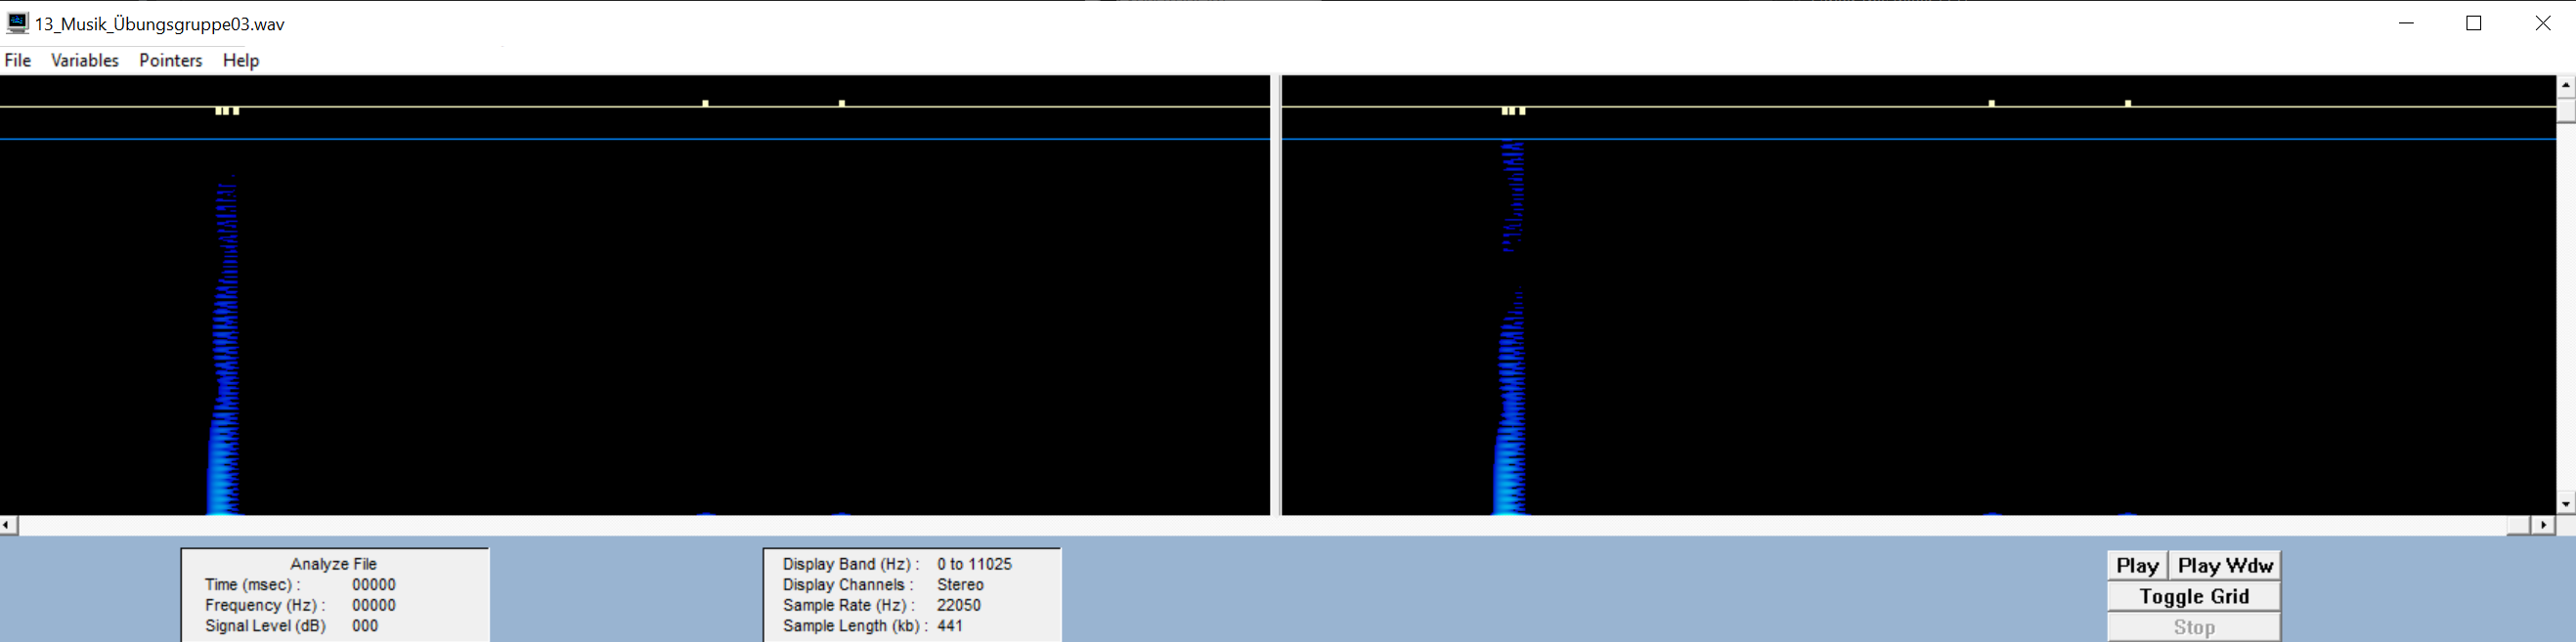 13_Musik_Übungsgruppe03.wav
File Variables Pointers Help
Analyze File
Time (msec) : 00000
Frequency (Hz) : 00000
Signal Level (dB) 000
Display Band (Hz) : 0 to 11025
Display Channels : Stereo
Sample Rate (Hz) : 22050
Sample Length (kb) : 441
Play Play Wdw
Toggle Grid
Stop